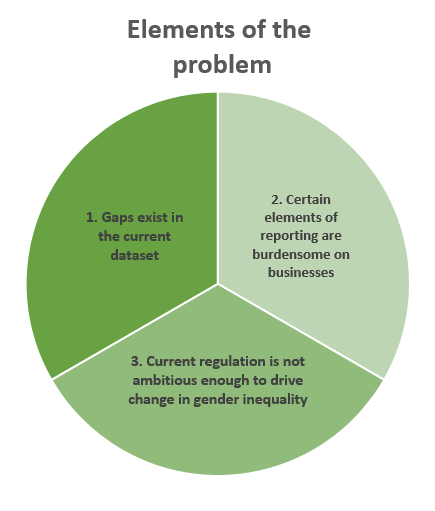 Elements of the
problem
1. Gaps exist in
the current
dataset
2. Certain
elements of
reporting are
burdensome on
businesses
3. Current regulation is not
ambitious enough to drive
change in gender inequality